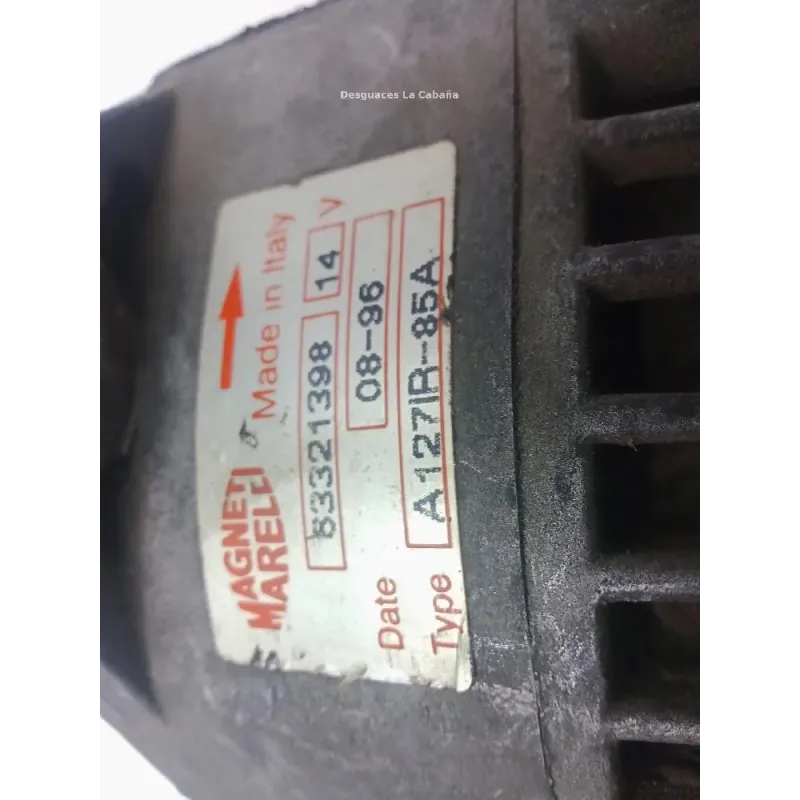 Desguaces La Cabaña
MAGNETI
MARELLI
Made in Italy
63321398 14 V
Date 08-96
Type A127IR-85A